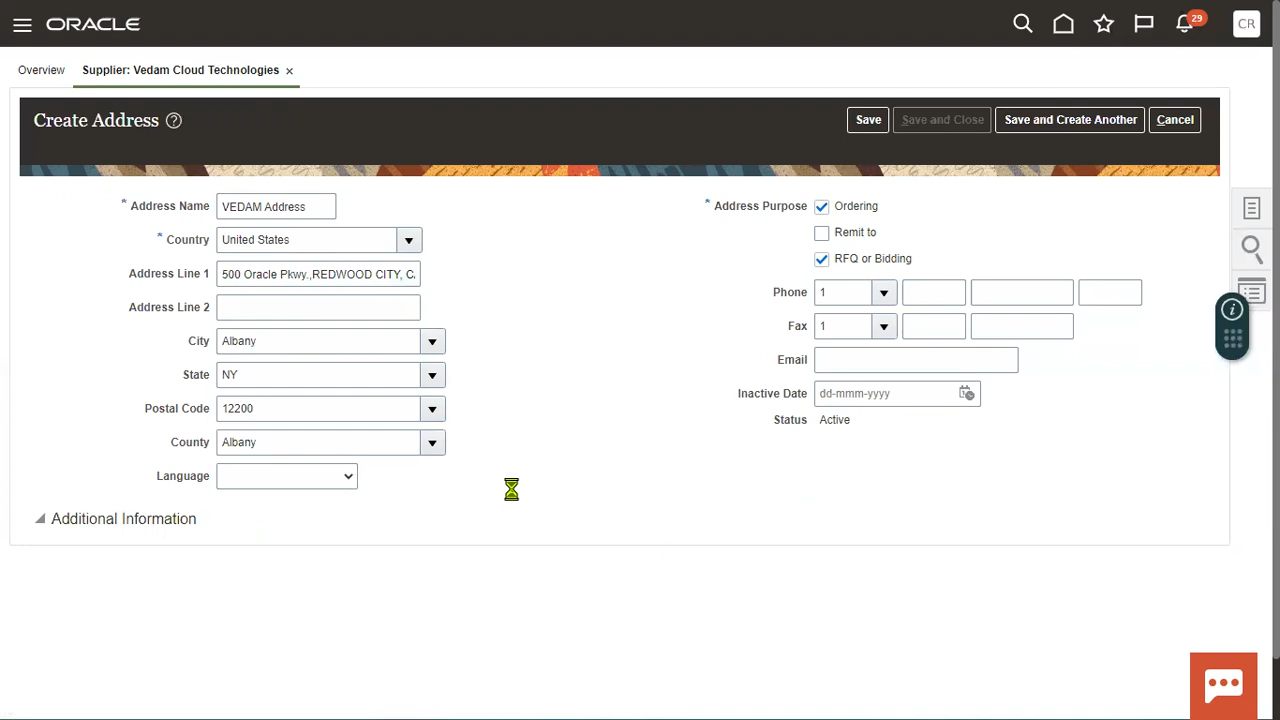 ORACLE
29
CR
Overview
Supplier: Vedam Cloud Technologies ×
Create Address ?
Save
Save and Close
Save and Create Another
Cancel
* Address Name VEDAM Address
* Country United States
Address Line 1 500 Oracle Pkwy.,REDWOOD CITY, CA
Address Line 2
City Albany
State NY
Postal Code 12200
County Albany
Language
* Address Purpose Ordering
Remit to
RFQ or Bidding
Phone 1
Fax 1
Email
Inactive Date dd-mmm-yyyy
Status Active
Additional Information